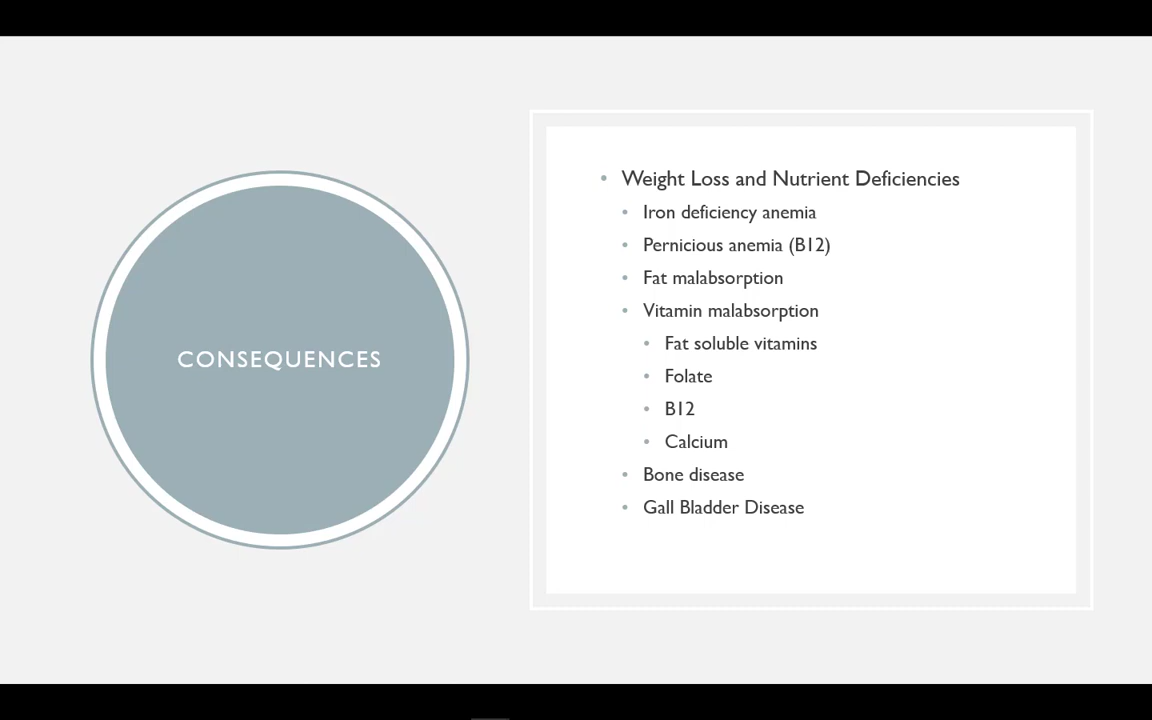 CONSEQUENCES
• Weight Loss and Nutrient Deficiencies
• Iron deficiency anemia
• Pernicious anemia (B12)
• Fat malabsorption
• Vitamin malabsorption
• Fat soluble vitamins
• Folate
• B12
• Calcium
• Bone disease
• Gall Bladder Disease